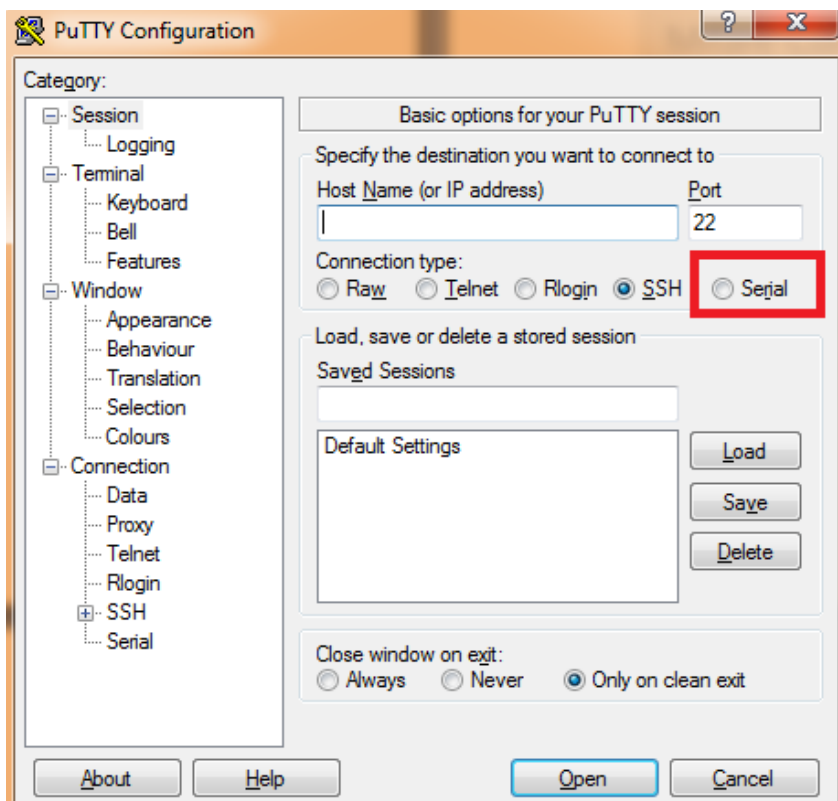 PuTTY Configuration
Category:
Session
Logging
Terminal
Keyboard
Bell
Features
Window
Appearance
Behaviour
Translation
Selection
Colours
Connection
Data
Proxy
Telnet
Rlogin
SSH
Serial
Basic options for your PuTTY session
Specify the destination you want to connect to
Host Name (or IP address) Port
22
Connection type:
Raw Telnet Rlogin SSH Serial
Load, save or delete a stored session
Saved Sessions
Default Settings
Load
Save
Delete
Close window on exit:
Always Never Only on clean exit
About Help Open Cancel